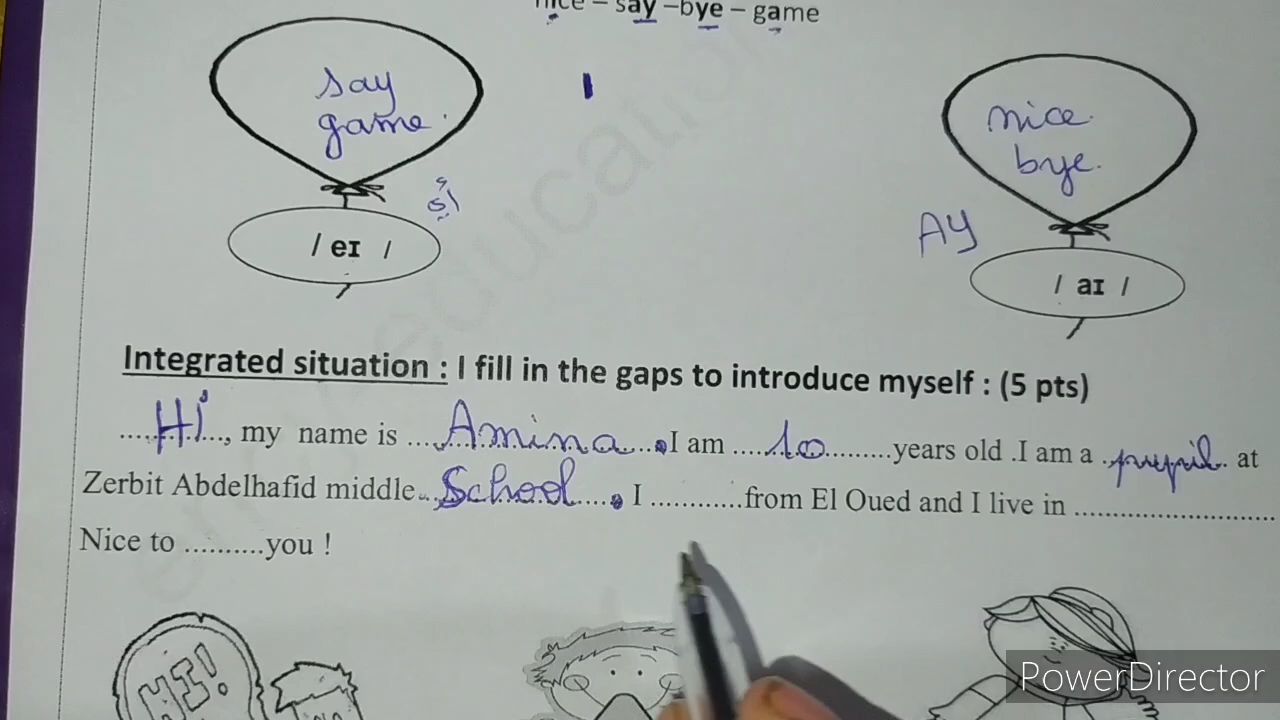 nice – say –bye – game
say
game.
nice.
bye.
أيْ
AY
/ eɪ /
/ aɪ /
Integrated situation : I fill in the gaps to introduce myself : (5 pts)
Hi, my name is ... Amina .... I am .... 10 .........years old .I am a .pupil. at
Zerbit Abdelhafid middle.. School ..... I ............from El Oued and I live in ...........................
Nice to ..........you !
HI!
PowerDirector